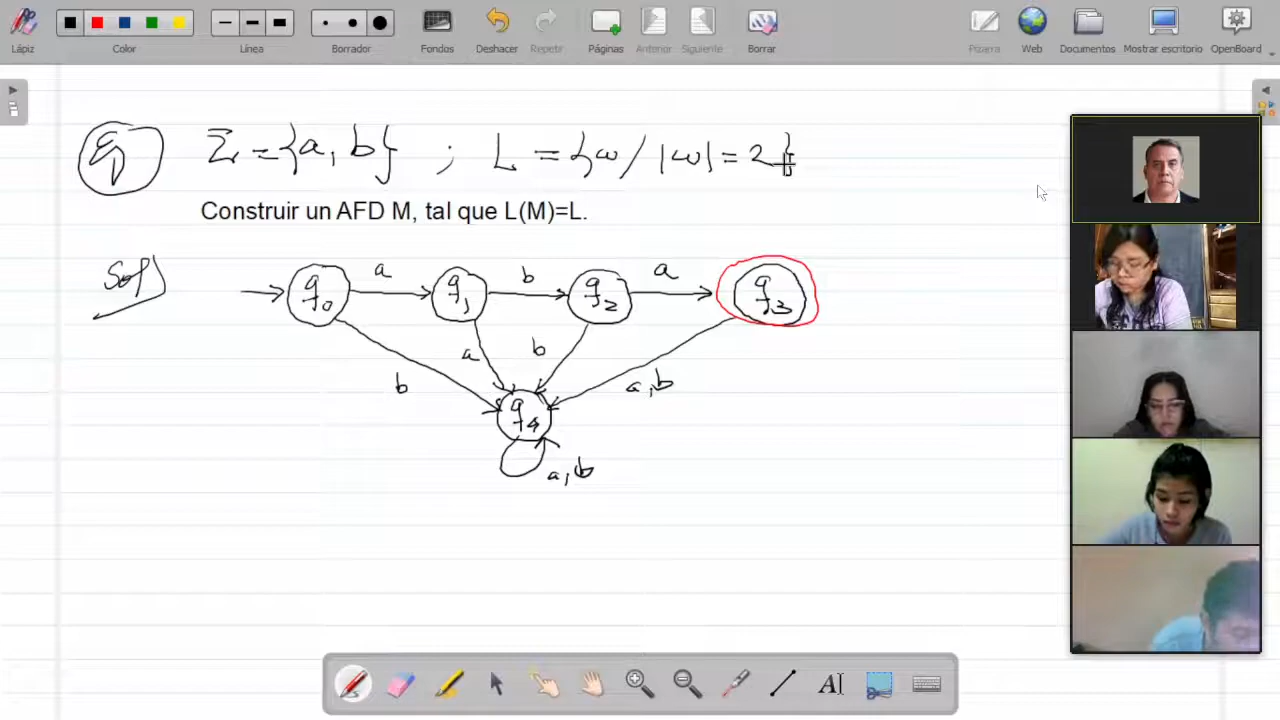 Lápiz Color Línea Borrador Fondos Deshacer Repetir Páginas Anterior Siguiente Borrar Pizarra Web Documentos Mostrar escritorio OpenBoard
Ej Σ = {a, b} ; L = {ω / |ω| = 2}
Construir un AFD M, tal que L(M)=L.
Sol)
a b a
q0 q1 q2 q3
a b
b a,b
q4
a,b
AI